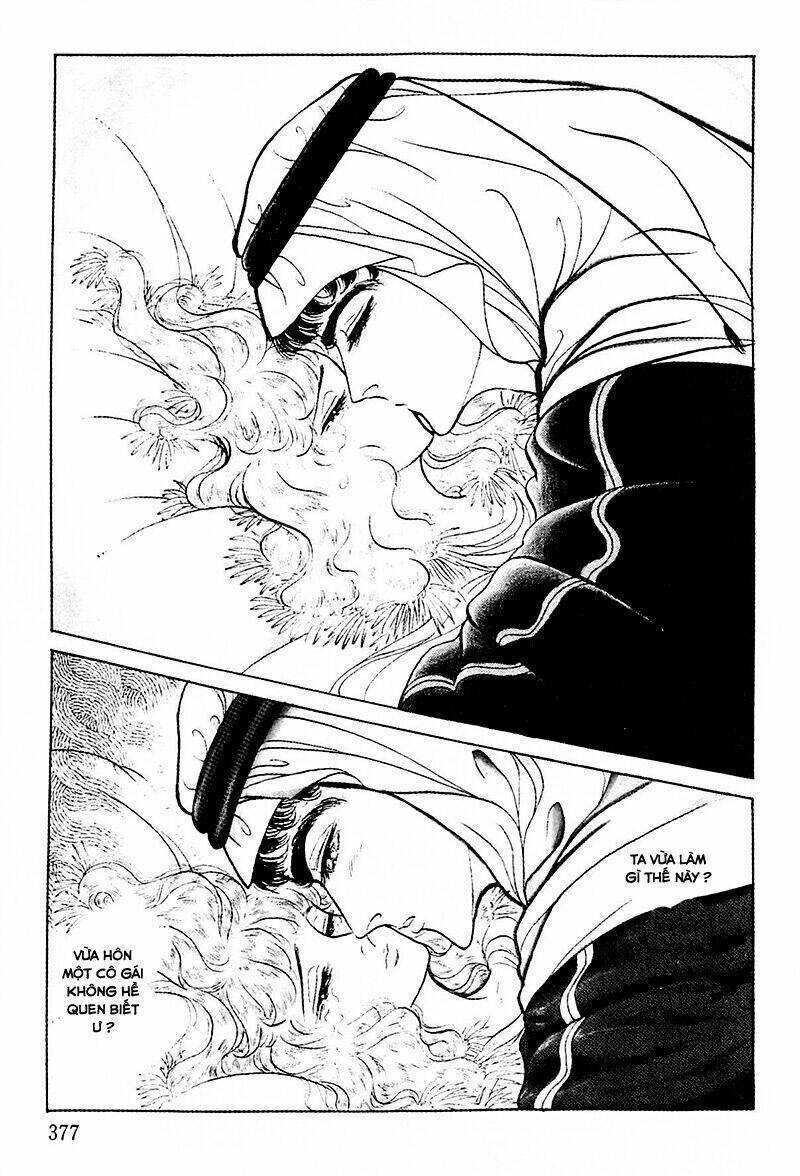 TA VỪA LÀM
GÌ THẾ NÀY ?
VỪA HÔN
MỘT CÔ GÁI
KHÔNG HỀ
QUEN BIẾT
Ư ?
377